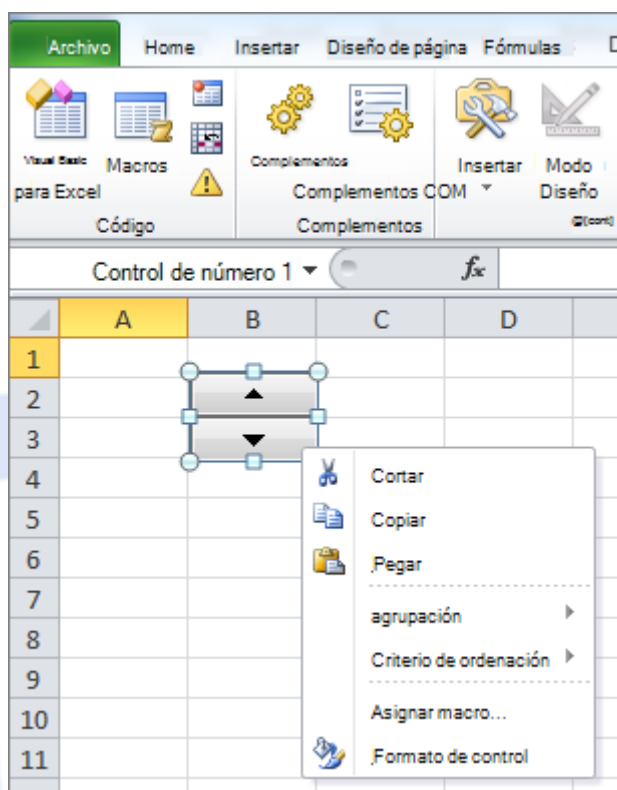 Archivo Home Insertar Diseño de página Fórmulas
Visual Basic Macros Complementos Insertar Modo
para Excel Complementos COM Diseño
Código Complementos
Control de número 1 fx
A B C D
1
2
3
4
5
6
7
8
9
10
11
Cortar
Copiar
Pegar
agrupación
Criterio de ordenación
Asignar macro...
Formato de control